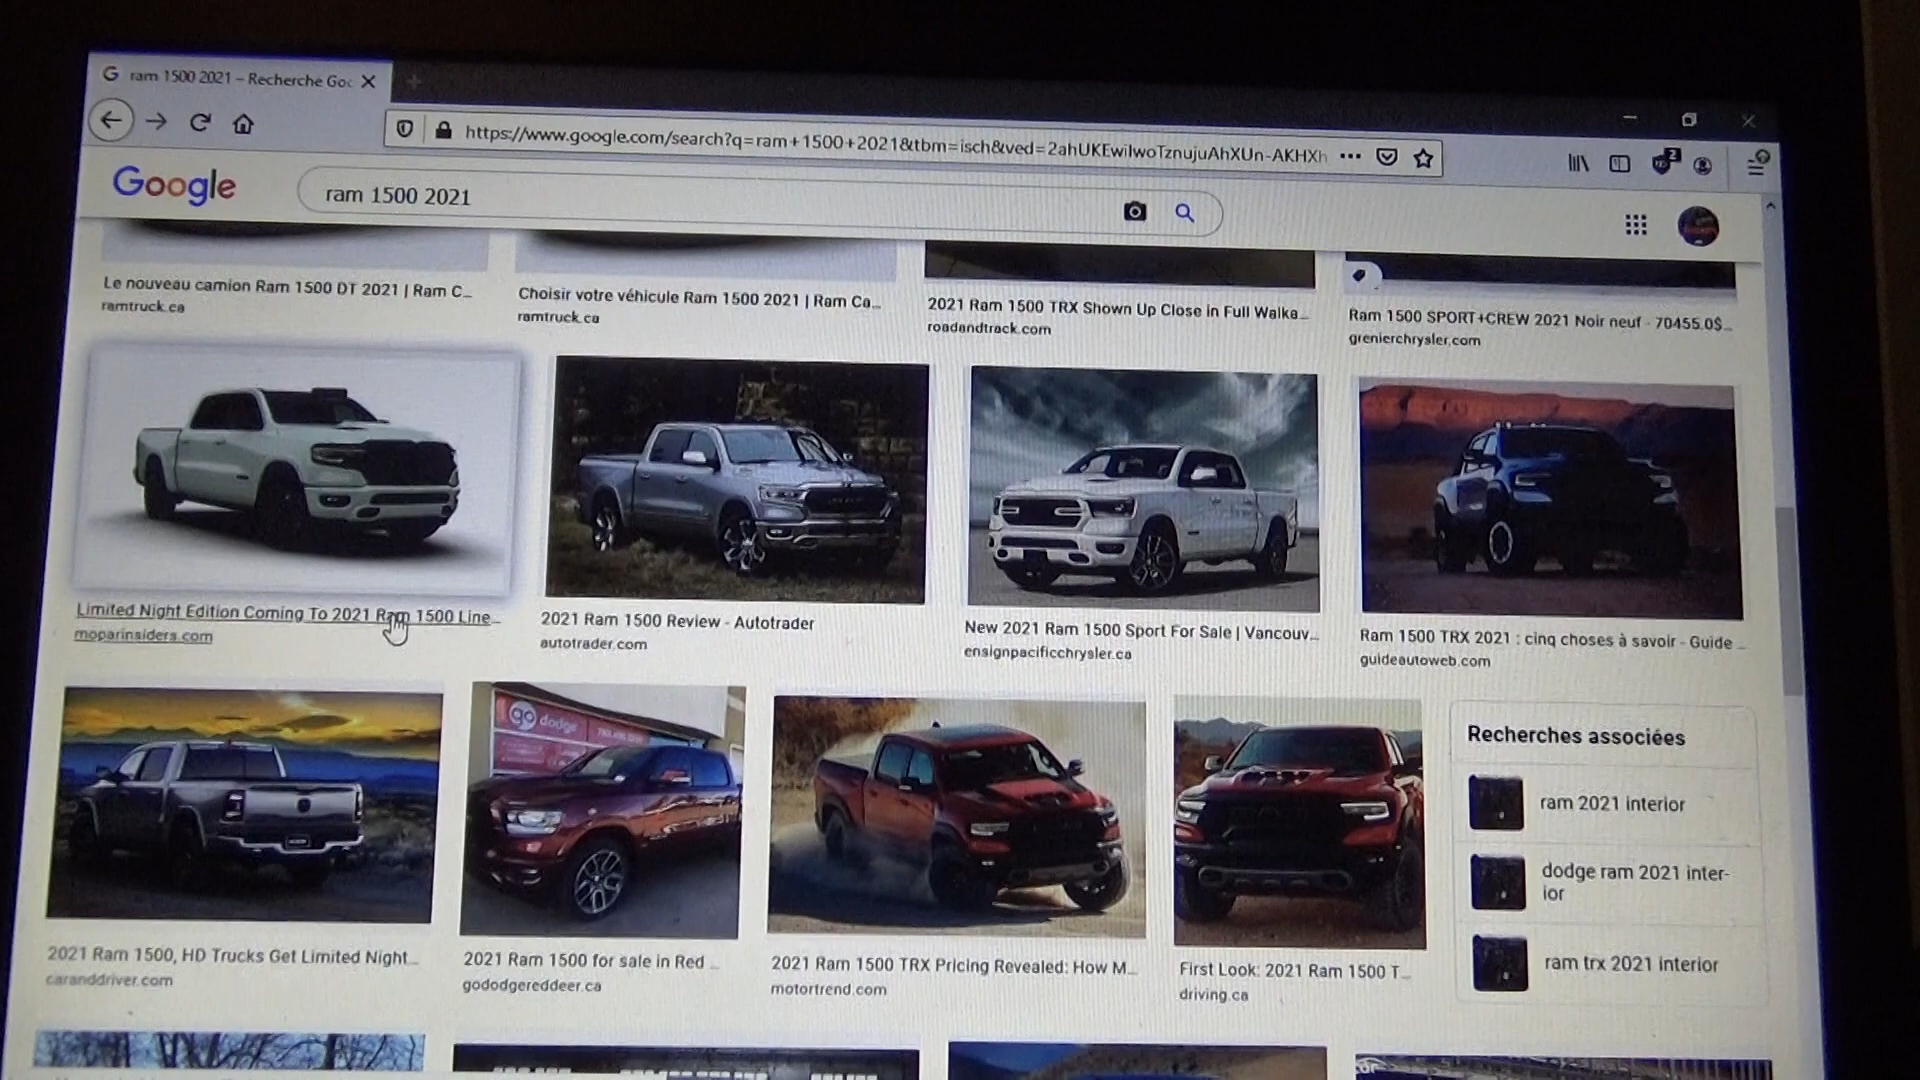 ram 1500 2021 – Recherche Goo
https://www.google.com/search?q=ram+1500+2021&tbm=isch&ved=2ahUKEwilwoTznujuAhXUn-AKHXh
2
Google
ram 1500 2021
Le nouveau camion Ram 1500 DT 2021 | Ram C...
ramtruck.ca
Choisir votre véhicule Ram 1500 2021 | Ram Ca...
ramtruck.ca
2021 Ram 1500 TRX Shown Up Close in Full Walka...
roadandtrack.com
Ram 1500 SPORT+CREW 2021 Noir neuf - 70455.0$...
grenierchrysler.com
Limited Night Edition Coming To 2021 Ram 1500 Line...
moparinsiders.com
2021 Ram 1500 Review - Autotrader
autotrader.com
New 2021 Ram 1500 Sport For Sale | Vancouv...
ensignpacificchrysler.ca
Ram 1500 TRX 2021 : cinq choses à savoir - Guide ...
guideautoweb.com
go dodge
2021 Ram 1500, HD Trucks Get Limited Night...
caranddriver.com
2021 Ram 1500 for sale in Red ...
gododgereddeer.ca
2021 Ram 1500 TRX Pricing Revealed: How M...
motortrend.com
First Look: 2021 Ram 1500 T...
driving.ca
Recherches associées
ram 2021 interior
dodge ram 2021 inter-
ior
ram trx 2021 interior